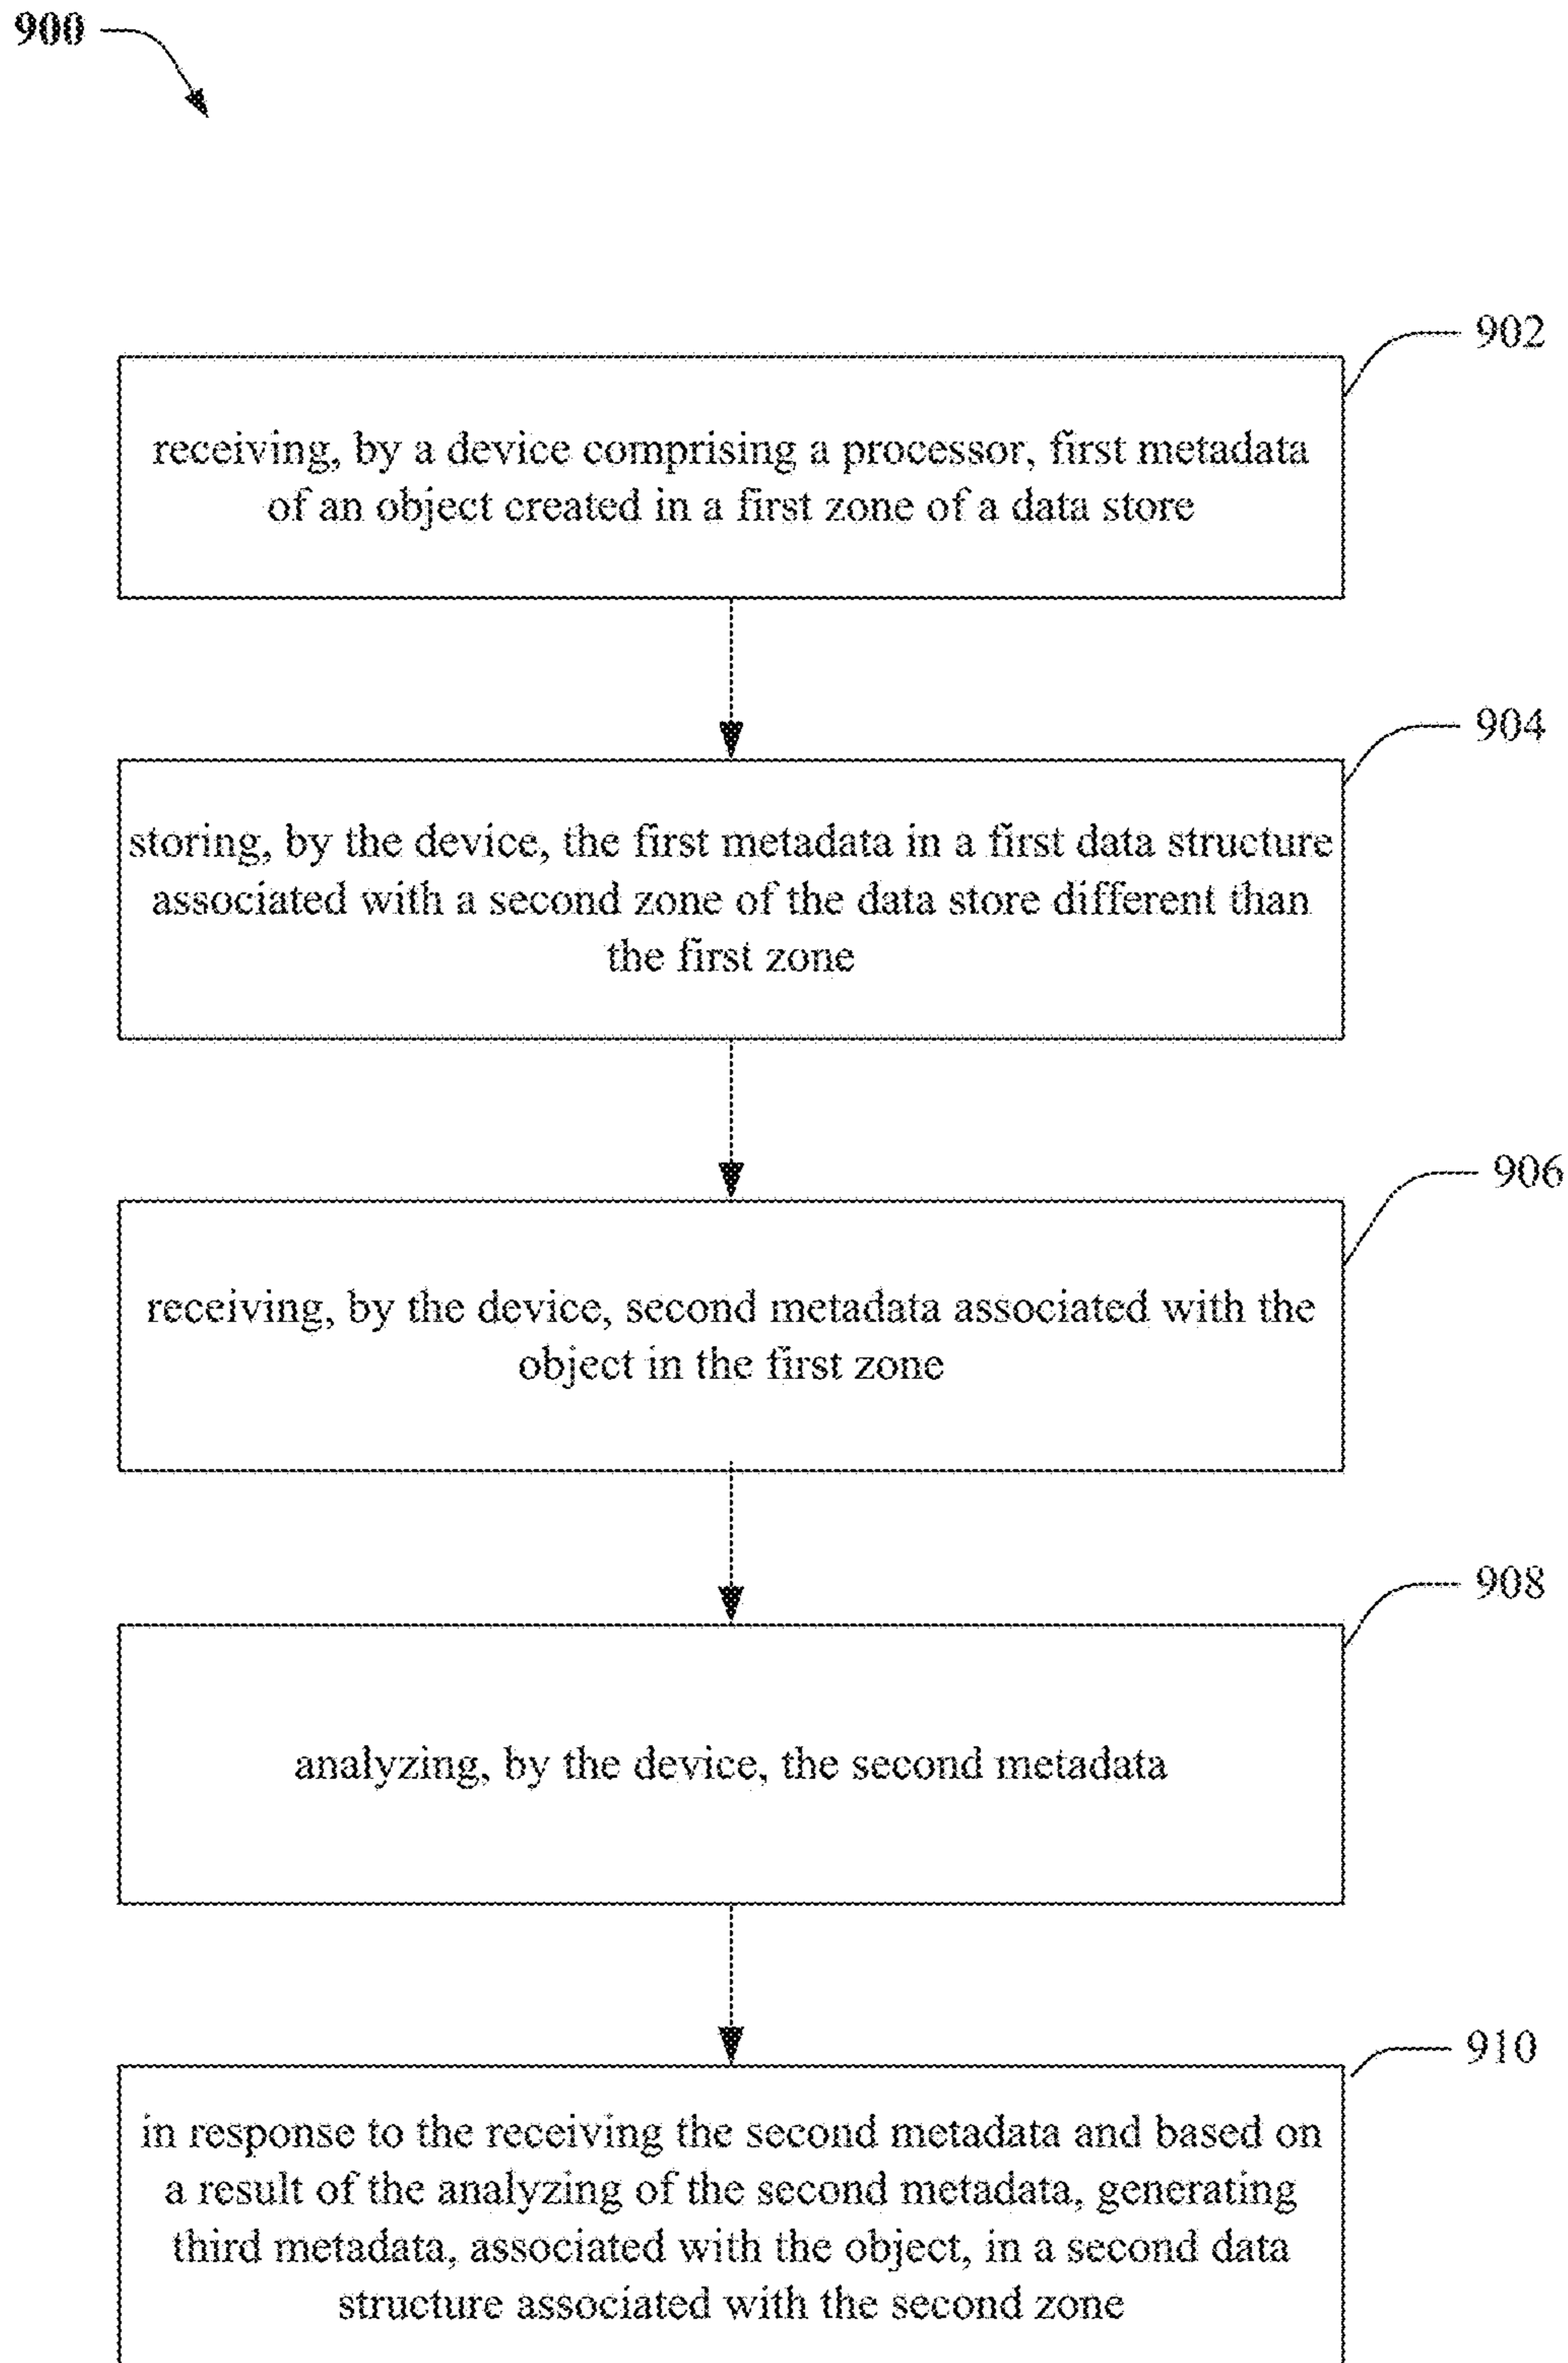 900
902
receiving, by a device comprising a processor, first metadata
of an object created in a first zone of a data store
904
storing, by the device, the first metadata in a first data structure
associated with a second zone of the data store different than
the first zone
906
receiving, by the device, second metadata associated with the
object in the first zone
908
analyzing, by the device, the second metadata
910
in response to the receiving the second metadata and based on
a result of the analyzing of the second metadata, generating
third metadata, associated with the object, in a second data
structure associated with the second zone